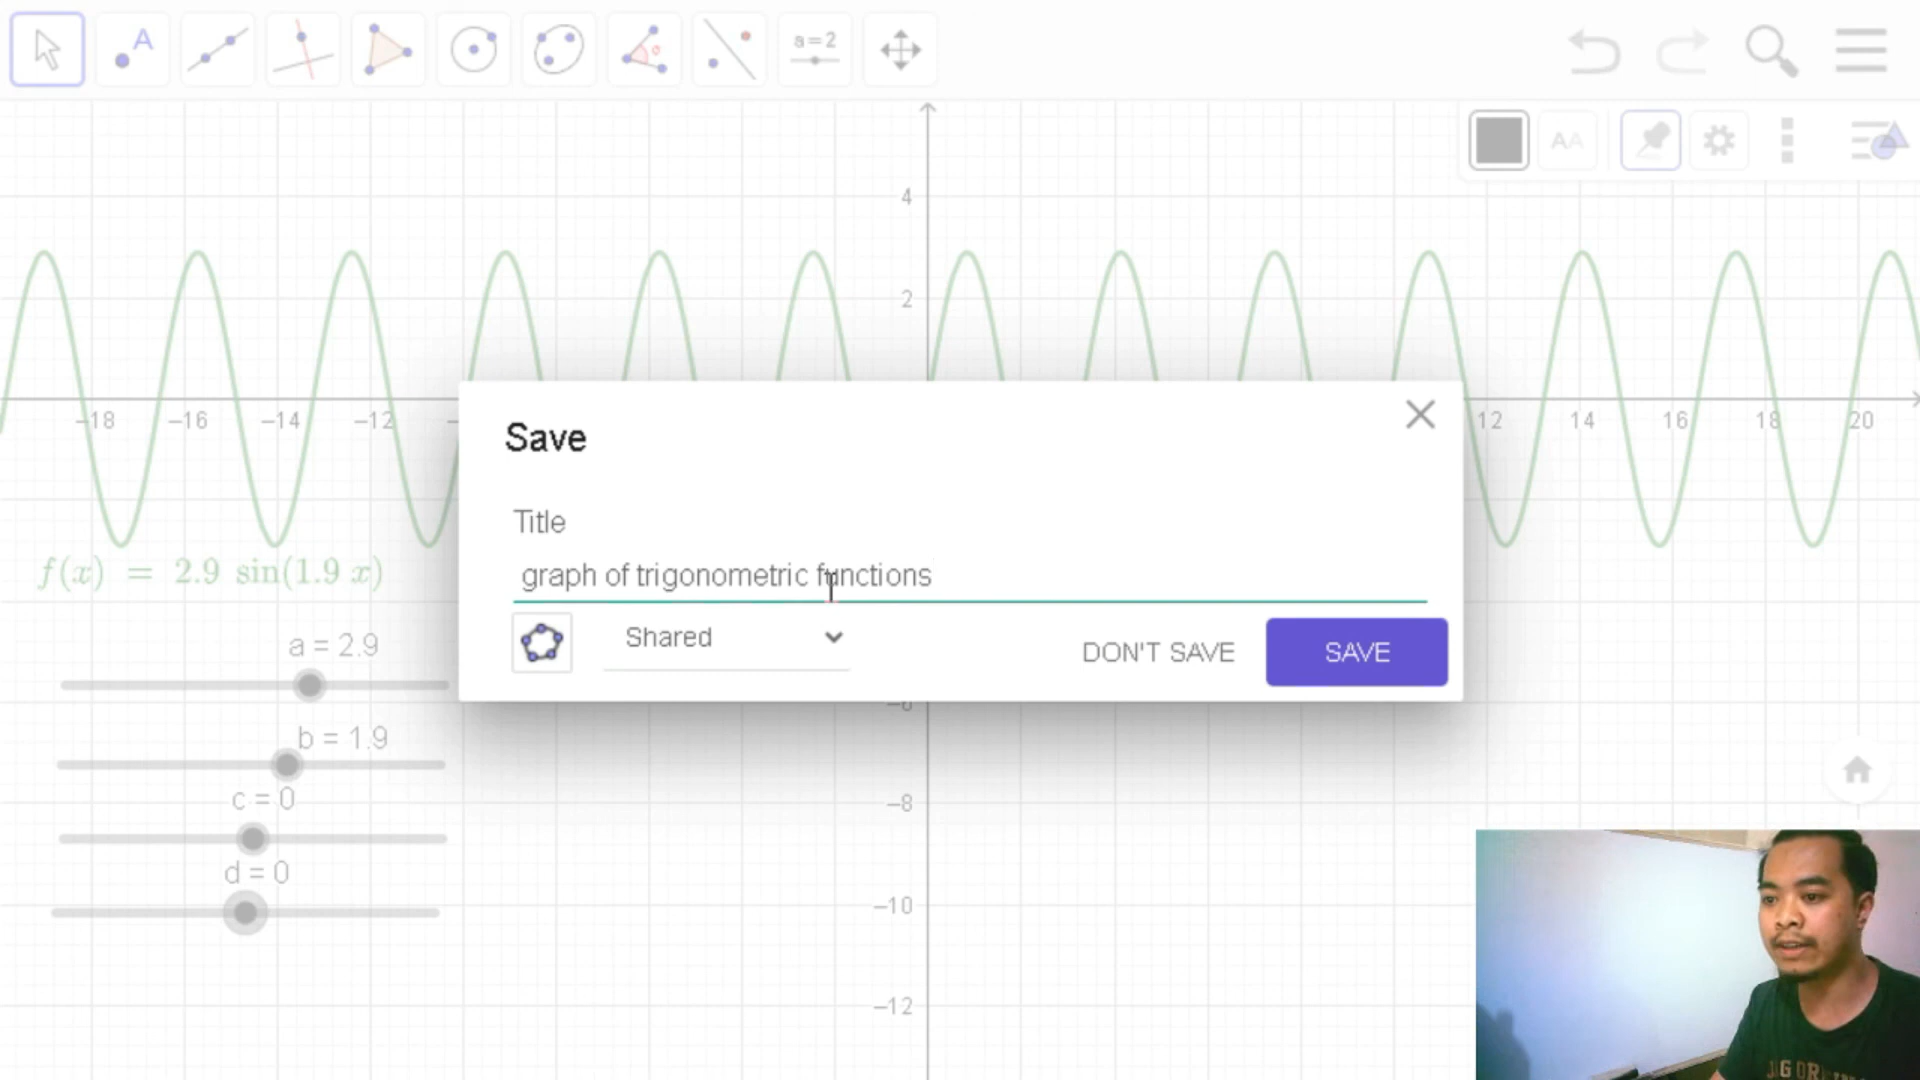 A
a=2
AA
4
2
-18 -16 -14 -12 12 14 16 18 20
Save
Title
graph of trigonometric functions
Shared
DON'T SAVE
SAVE
f(x) = 2.9 sin(1.9 x)
a = 2.9
b = 1.9
c = 0
d = 0
-8
-10
-12